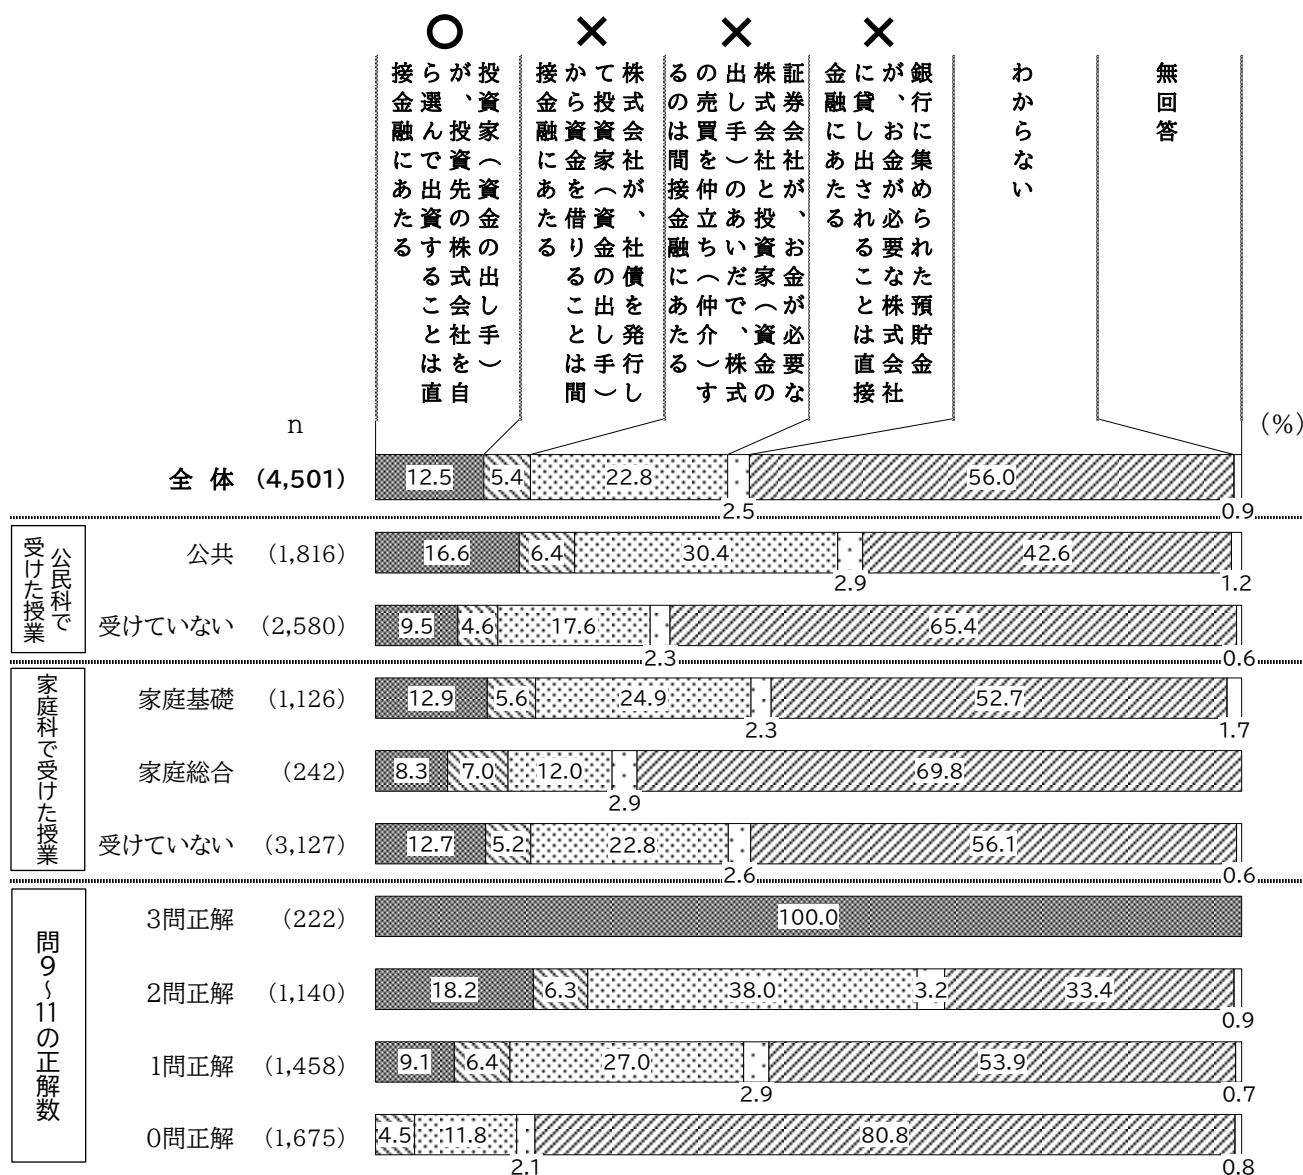 ○ × × ×
投資家（資金の出し手）
が、投資先の株式会社を自
ら選んで出資することは直
接金融にあたる
株式会社が、社債を発行し
て投資家（資金の出し手）
から資金を借りることは間
接金融にあたる
証券会社が、お金が必要な
株式会社と投資家（資金の
出し手）のあいだで、株式
の売買を仲立ち（仲介）す
るのは間接金融にあたる
銀行に集められた預貯金
が、お金が必要な株式会社
に貸し出されることは直接
金融にあたる
わからない
無回答
n
(%)
全 体 (4,501) 12.5 5.4 22.8 2.5 56.0 0.9
公民科で
受けた授業
公共 (1,816) 16.6 6.4 30.4 2.9 42.6 1.2
受けていない (2,580) 9.5 4.6 17.6 2.3 65.4 0.6
家庭科で受けた授業
家庭基礎 (1,126) 12.9 5.6 24.9 2.3 52.7 1.7
家庭総合 (242) 8.3 7.0 12.0 2.9 69.8
受けていない (3,127) 12.7 5.2 22.8 2.6 56.1 0.6
問9~11の正解数
3問正解 (222) 100.0
2問正解 (1,140) 18.2 6.3 38.0 3.2 33.4 0.9
1問正解 (1,458) 9.1 6.4 27.0 2.9 53.9 0.7
0問正解 (1,675) 4.5 11.8 2.1 80.8 0.8